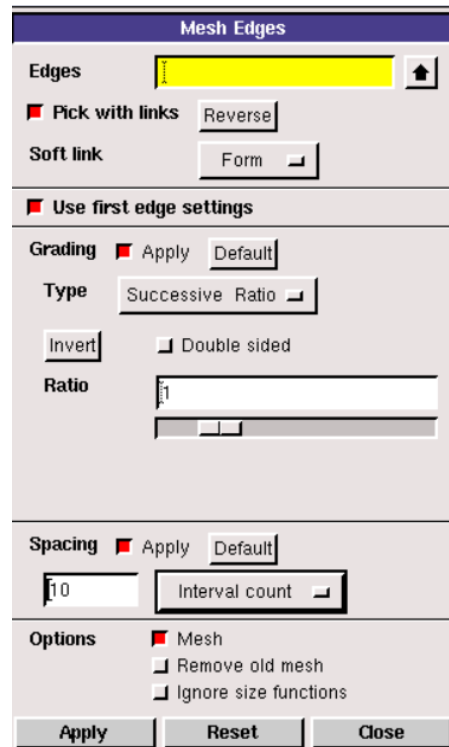 Mesh Edges
Edges
Pick with links Reverse
Soft link Form
Use first edge settings
Grading Apply Default
Type Successive Ratio
Invert Double sided
Ratio 1
Spacing Apply Default
10 Interval count
Options Mesh
Remove old mesh
Ignore size functions
Apply Reset Close